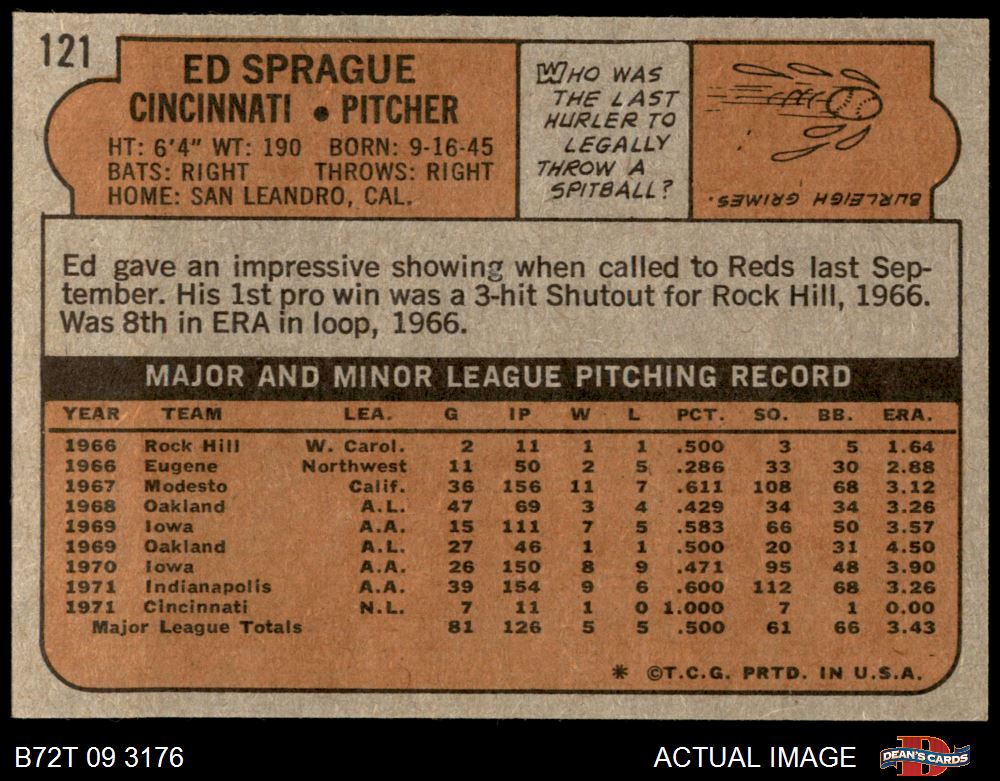 121
ED SPRAGUE
CINCINNATI • PITCHER
HT: 6'4" WT: 190 BORN: 9-16-45
BATS: RIGHT THROWS: RIGHT
HOME: SAN LEANDRO, CAL.
WHO WAS
THE LAST
HURLER TO
LEGALLY
THROW A
SPITBALL?
BURLEIGH GRIMES.
Ed gave an impressive showing when called to Reds last Sep-
tember. His 1st pro win was a 3-hit Shutout for Rock Hill, 1966.
Was 8th in ERA in loop, 1966.
MAJOR AND MINOR LEAGUE PITCHING RECORD
YEAR TEAM LEA. G IP W L PCT. SO. BB. ERA.
1966 Rock Hill W. Carol. 2 11 1 1 .500 3 5 1.64
1966 Eugene Northwest 11 50 2 5 .286 33 30 2.88
1967 Modesto Calif. 36 156 11 7 .611 108 68 3.12
1968 Oakland A.L. 47 69 3 4 .429 34 34 3.26
1969 Iowa A.A. 15 111 7 5 .583 66 50 3.57
1969 Oakland A.L. 27 46 1 1 .500 20 31 4.50
1970 Iowa A.A. 26 150 8 9 .471 95 48 3.90
1971 Indianapolis A.A. 39 154 9 6 .600 112 68 3.26
1971 Cincinnati N.L. 7 11 1 0 1.000 7 1 0.00
Major League Totals 81 126 5 5 .500 61 66 3.43
* ©T.C.G. PRTD. IN U.S.A.
B72T 09 3176
ACTUAL IMAGE
DEAN'S CARDS